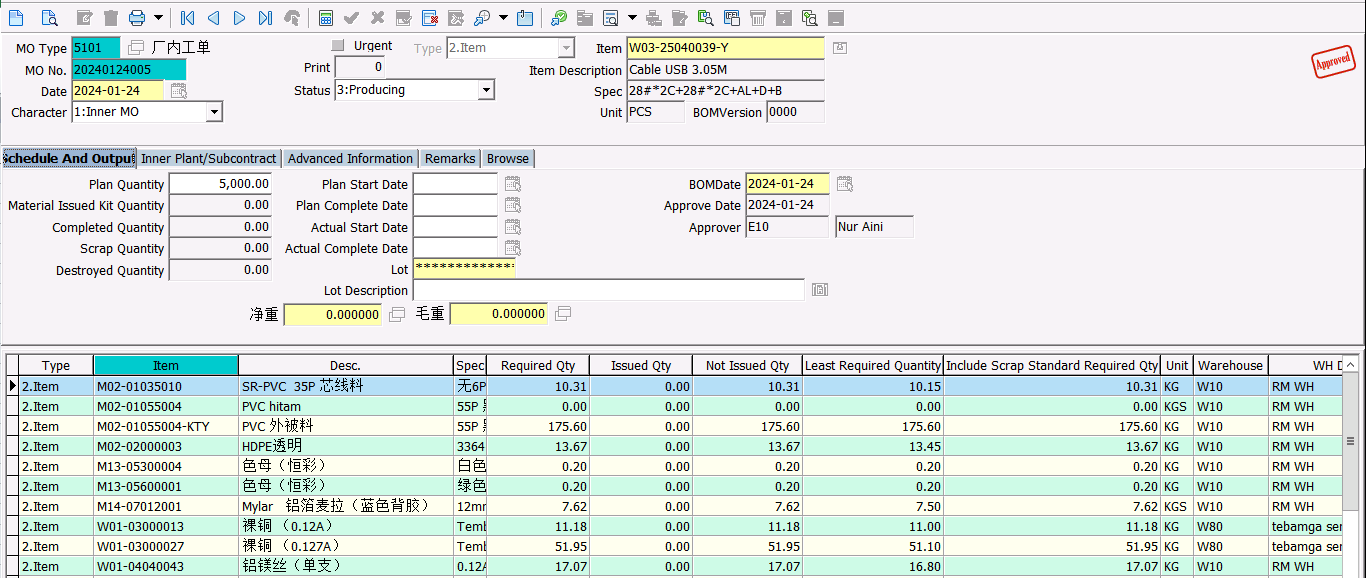 MO Type 5101 厂内工单 Urgent Type 2.Item Item W03-25040039-Y
MO No. 20240124005 Print 0 Item Description Cable USB 3.05M
Approved
Date 2024-01-24 Status 3:Producing Spec 28#*2C+28#*2C+AL+D+B
Character 1:Inner MO Unit PCS BOMVersion 0000
Schedule And Output Inner Plant/Subcontract Advanced Information Remarks Browse
Plan Quantity 5,000.00 Plan Start Date BOMDate 2024-01-24
Material Issued Kit Quantity 0.00 Plan Complete Date Approve Date 2024-01-24
Completed Quantity 0.00 Actual Start Date Approver E10 Nur Aini
Scrap Quantity 0.00 Actual Complete Date
Destroyed Quantity 0.00 Lot *************
Lot Description
净重 0.000000 毛重 0.000000
Type Item Desc. Spec Required Qty Issued Qty Not Issued Qty Least Required Quantity Include Scrap Standard Required Qty Unit Warehouse WH D
2.Item M02-01035010 SR-PVC 35P 芯线料 无6P 10.31 0.00 10.31 10.15 10.31 KG W10 RM WH
2.Item M02-01055004 PVC hitam 55P 0.00 0.00 0.00 0.00 0.00 KGS W10 RM WH
2.Item M02-01055004-KTY PVC 外被料 55P 175.60 0.00 175.60 175.60 175.60 KG W10 RM WH
2.Item M02-02000003 HDPE透明 3364 13.67 0.00 13.67 13.45 13.67 KG W10 RM WH
2.Item M13-05300004 色母（恒彩） 白色 0.20 0.00 0.20 0.20 0.20 KG W10 RM WH
2.Item M13-05600001 色母（恒彩） 绿色 0.20 0.00 0.20 0.20 0.20 KG W10 RM WH
2.Item M14-07012001 Mylar 铝箔麦拉（蓝色背胶） 12mm 7.62 0.00 7.62 7.50 7.62 KGS W10 RM WH
2.Item W01-03000013 裸铜（0.12A） Temb 11.18 0.00 11.18 11.00 11.18 KG W80 tebamga ser
2.Item W01-03000027 裸铜（0.127A） Temb 51.95 0.00 51.95 51.10 51.95 KG W80 tebamga ser
2.Item W01-04040043 铝镁丝（单支） 0.12A 17.07 0.00 17.07 16.80 17.07 KG W10 RM WH